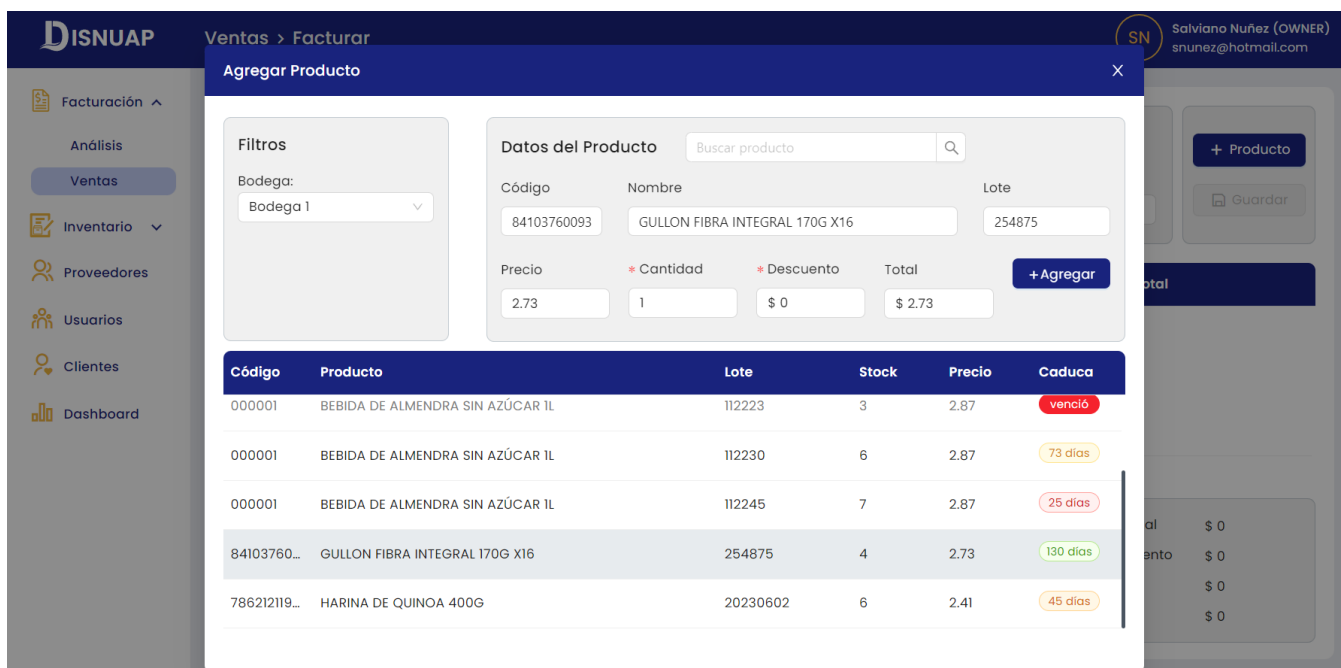 DISNUAP
Ventas > Facturar
SN
Salviano Nuñez (OWNER)
snunez@hotmail.com
Facturación
Análisis
Ventas
Inventario
Proveedores
Usuarios
Clientes
Dashboard
Agregar Producto
X
Filtros
Bodega:
Bodega 1
Datos del Producto
Buscar producto
Código Nombre Lote
84103760093 GULLON FIBRA INTEGRAL 170G X16 254875
Precio * Cantidad * Descuento Total
2.73 1 $ 0 $ 2.73
+Agregar
+ Producto
Guardar
otal
Código Producto Lote Stock Precio Caduca
000001 BEBIDA DE ALMENDRA SIN AZÚCAR 1L 112223 3 2.87 venció
000001 BEBIDA DE ALMENDRA SIN AZÚCAR 1L 112230 6 2.87 73 días
000001 BEBIDA DE ALMENDRA SIN AZÚCAR 1L 112245 7 2.87 25 días
84103760... GULLON FIBRA INTEGRAL 170G X16 254875 4 2.73 130 días
786212119... HARINA DE QUINOA 400G 20230602 6 2.41 45 días
al $ 0
ento $ 0
$ 0
$ 0